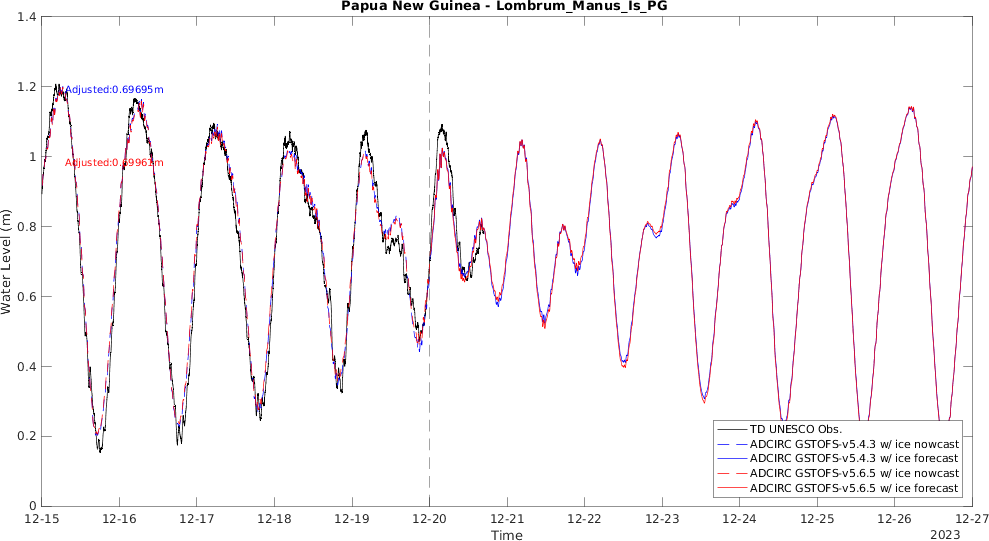 Papua New Guinea - Lombrum_Manus_Is_PG
1.4
1.2
1
0.8
0.6
0.4
0.2
0
Water Level (m)
Adjusted:0.69695m
Adjusted:0.69961m
TD UNESCO Obs.
ADCIRC GSTOFS-v5.4.3 w/ ice nowcast
ADCIRC GSTOFS-v5.4.3 w/ ice forecast
ADCIRC GSTOFS-v5.6.5 w/ ice nowcast
ADCIRC GSTOFS-v5.6.5 w/ ice forecast
12-15 12-16 12-17 12-18 12-19 12-20 12-21 12-22 12-23 12-24 12-25 12-26 12-27
Time
2023